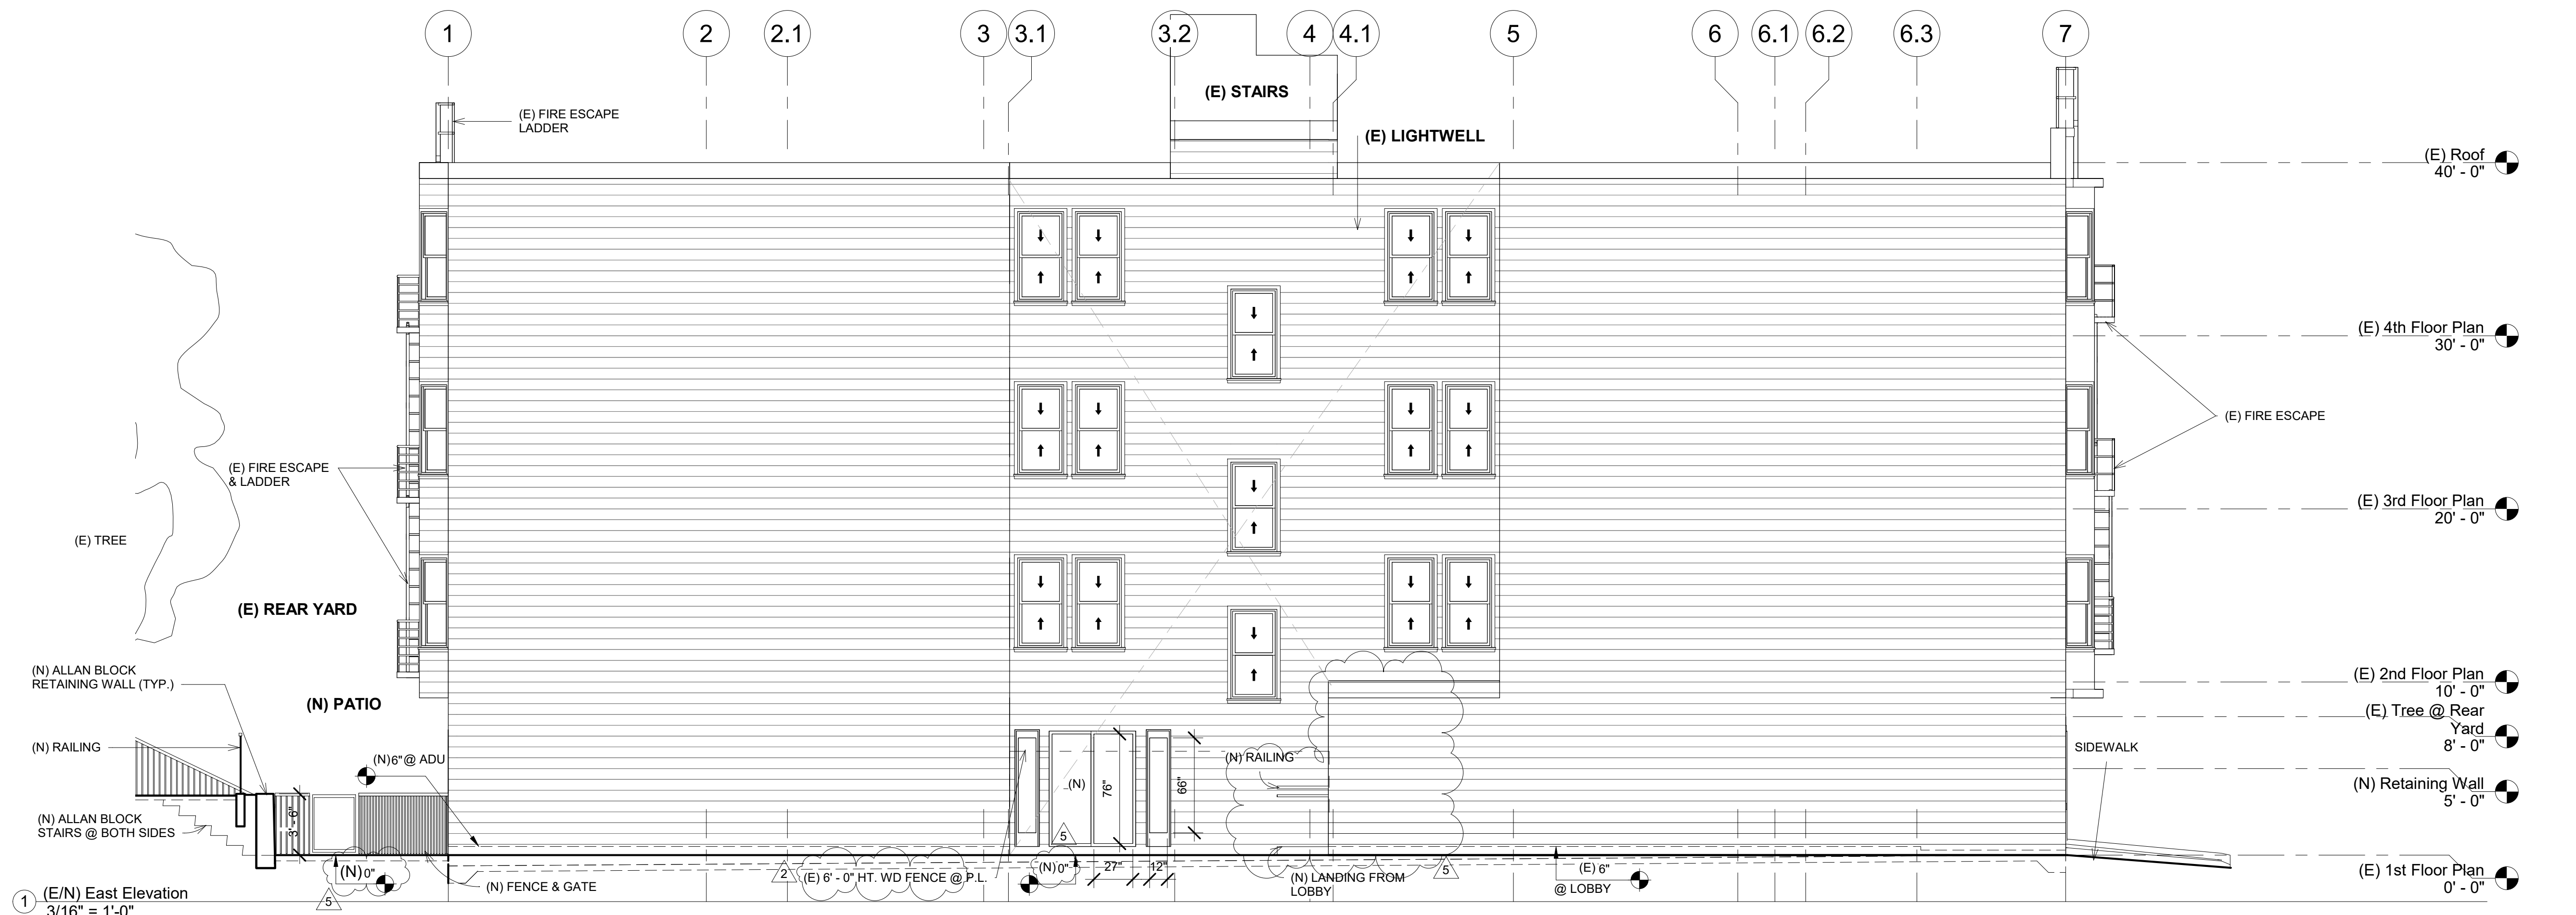 1
2
2.1
3
3.1
3.2
4
4.1
5
6
6.1
6.2
6.3
7
(E) STAIRS
(E) FIRE ESCAPE
LADDER
(E) LIGHTWELL
(E) Roof
40' - 0"
(E) 4th Floor Plan
30' - 0"
(E) FIRE ESCAPE
(E) FIRE ESCAPE
& LADDER
(E) 3rd Floor Plan
20' - 0"
(E) TREE
(E) REAR YARD
(N) ALLAN BLOCK
RETAINING WALL (TYP.)
(E) 2nd Floor Plan
10' - 0"
(N) PATIO
(E) Tree @ Rear
Yard
8' - 0"
(N) RAILING
(N) 6" @ ADU
(N) RAILING
SIDEWALK
(N)
76"
66"
(N) Retaining Wall
5' - 0"
(N) ALLAN BLOCK
STAIRS @ BOTH SIDES
3' - 6"
5
(N) 0"
5
(N) FENCE & GATE
2
(E) 6' - 0" HT. WD FENCE @ P.L.
(N) 0"
27"
12"
(N) LANDING FROM
LOBBY
5
(E) 6"
@ LOBBY
(E) 1st Floor Plan
0' - 0"
1
(E/N) East Elevation
3/16" = 1'-0"